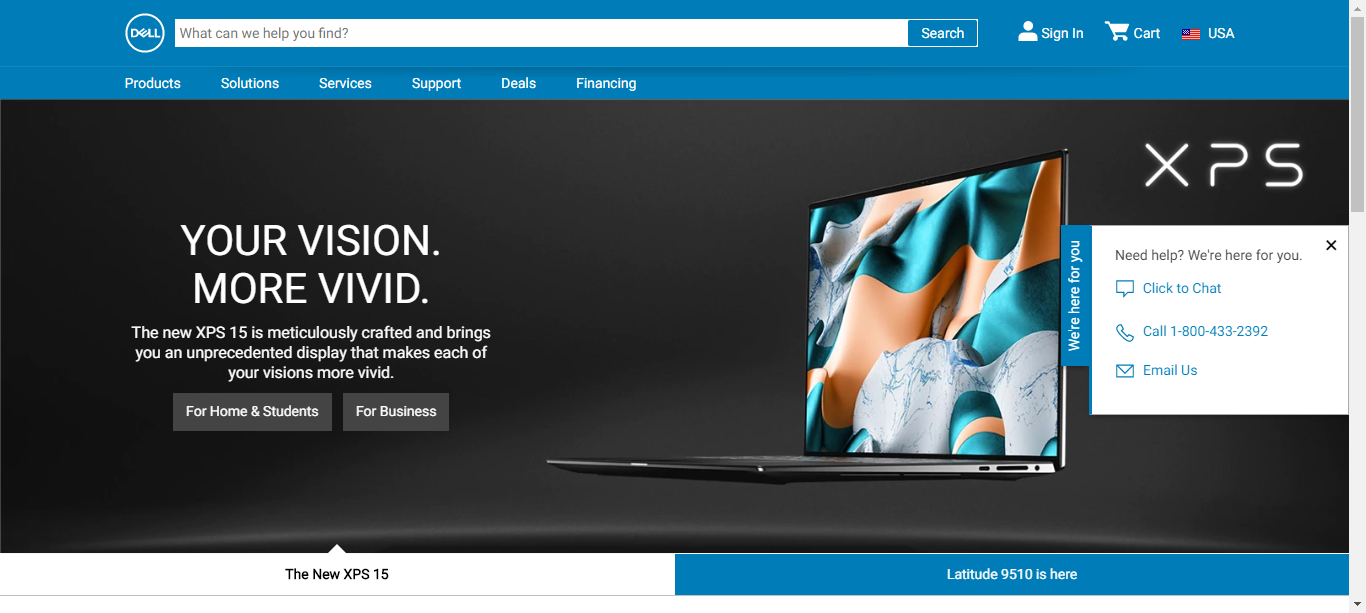 DELL
What can we help you find?
Search
Sign In
Cart
USA
Products
Solutions
Services
Support
Deals
Financing
XPS
YOUR VISION.
MORE VIVID.
The new XPS 15 is meticulously crafted and brings
you an unprecedented display that makes each of
your visions more vivid.
For Home & Students
For Business
We're here for you
Need help? We're here for you.
Click to Chat
Call 1-800-433-2392
Email Us
The New XPS 15
Latitude 9510 is here